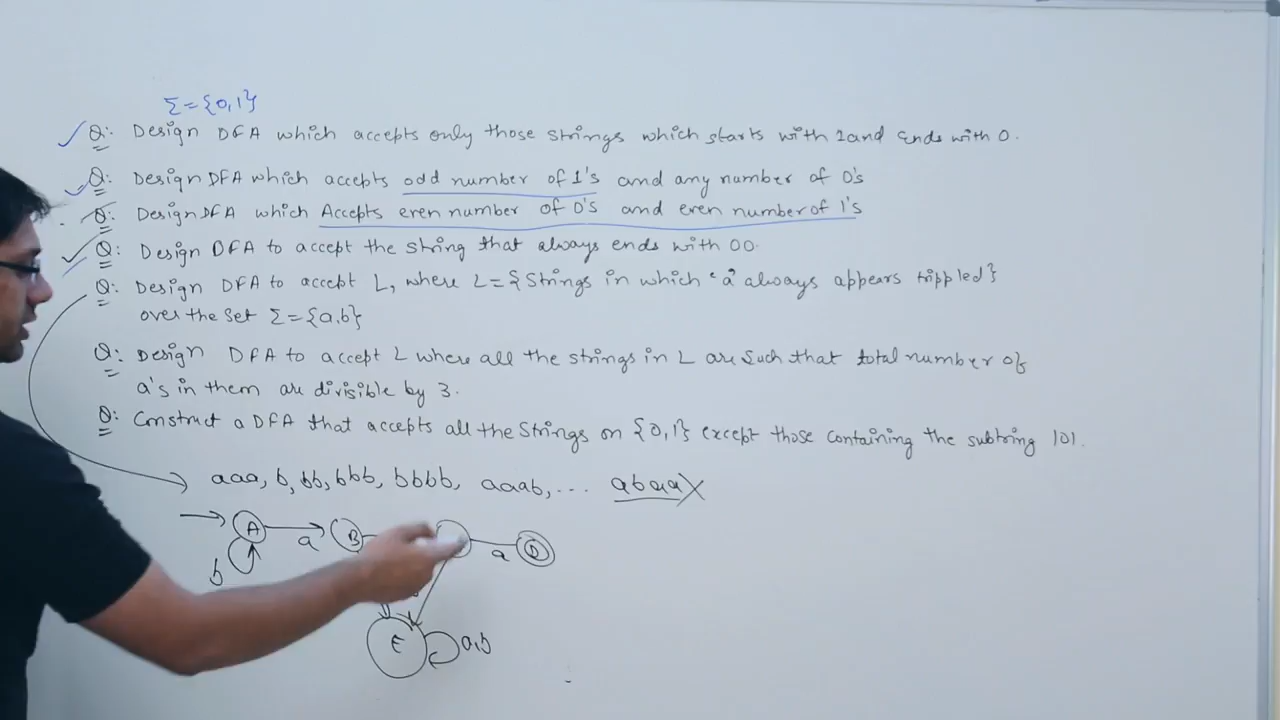 Σ={0,1}
Q: Design DFA which accepts only those strings which starts with 1 and Ends with 0.
Q: Design DFA which accepts odd number of 1's and any number of 0's
Q: Design DFA which Accepts even number of 0's and even number of 1's
Q: Design DFA to accept the string that always ends with 00.
Q: Design DFA to accept L, where L={Strings in which 'a' always appears trippled}
over the set Σ={a,b}
Q: Design DFA to accept L where all the strings in L are such that total number of
a's in them are divisible by 3.
Q: Construct a DFA that accepts all the strings on {0,1} except those containing the substring 101.
aaa, b, bb, bbb, bbbb, aaab, ... abaaa
A a B a D
b
E a,b